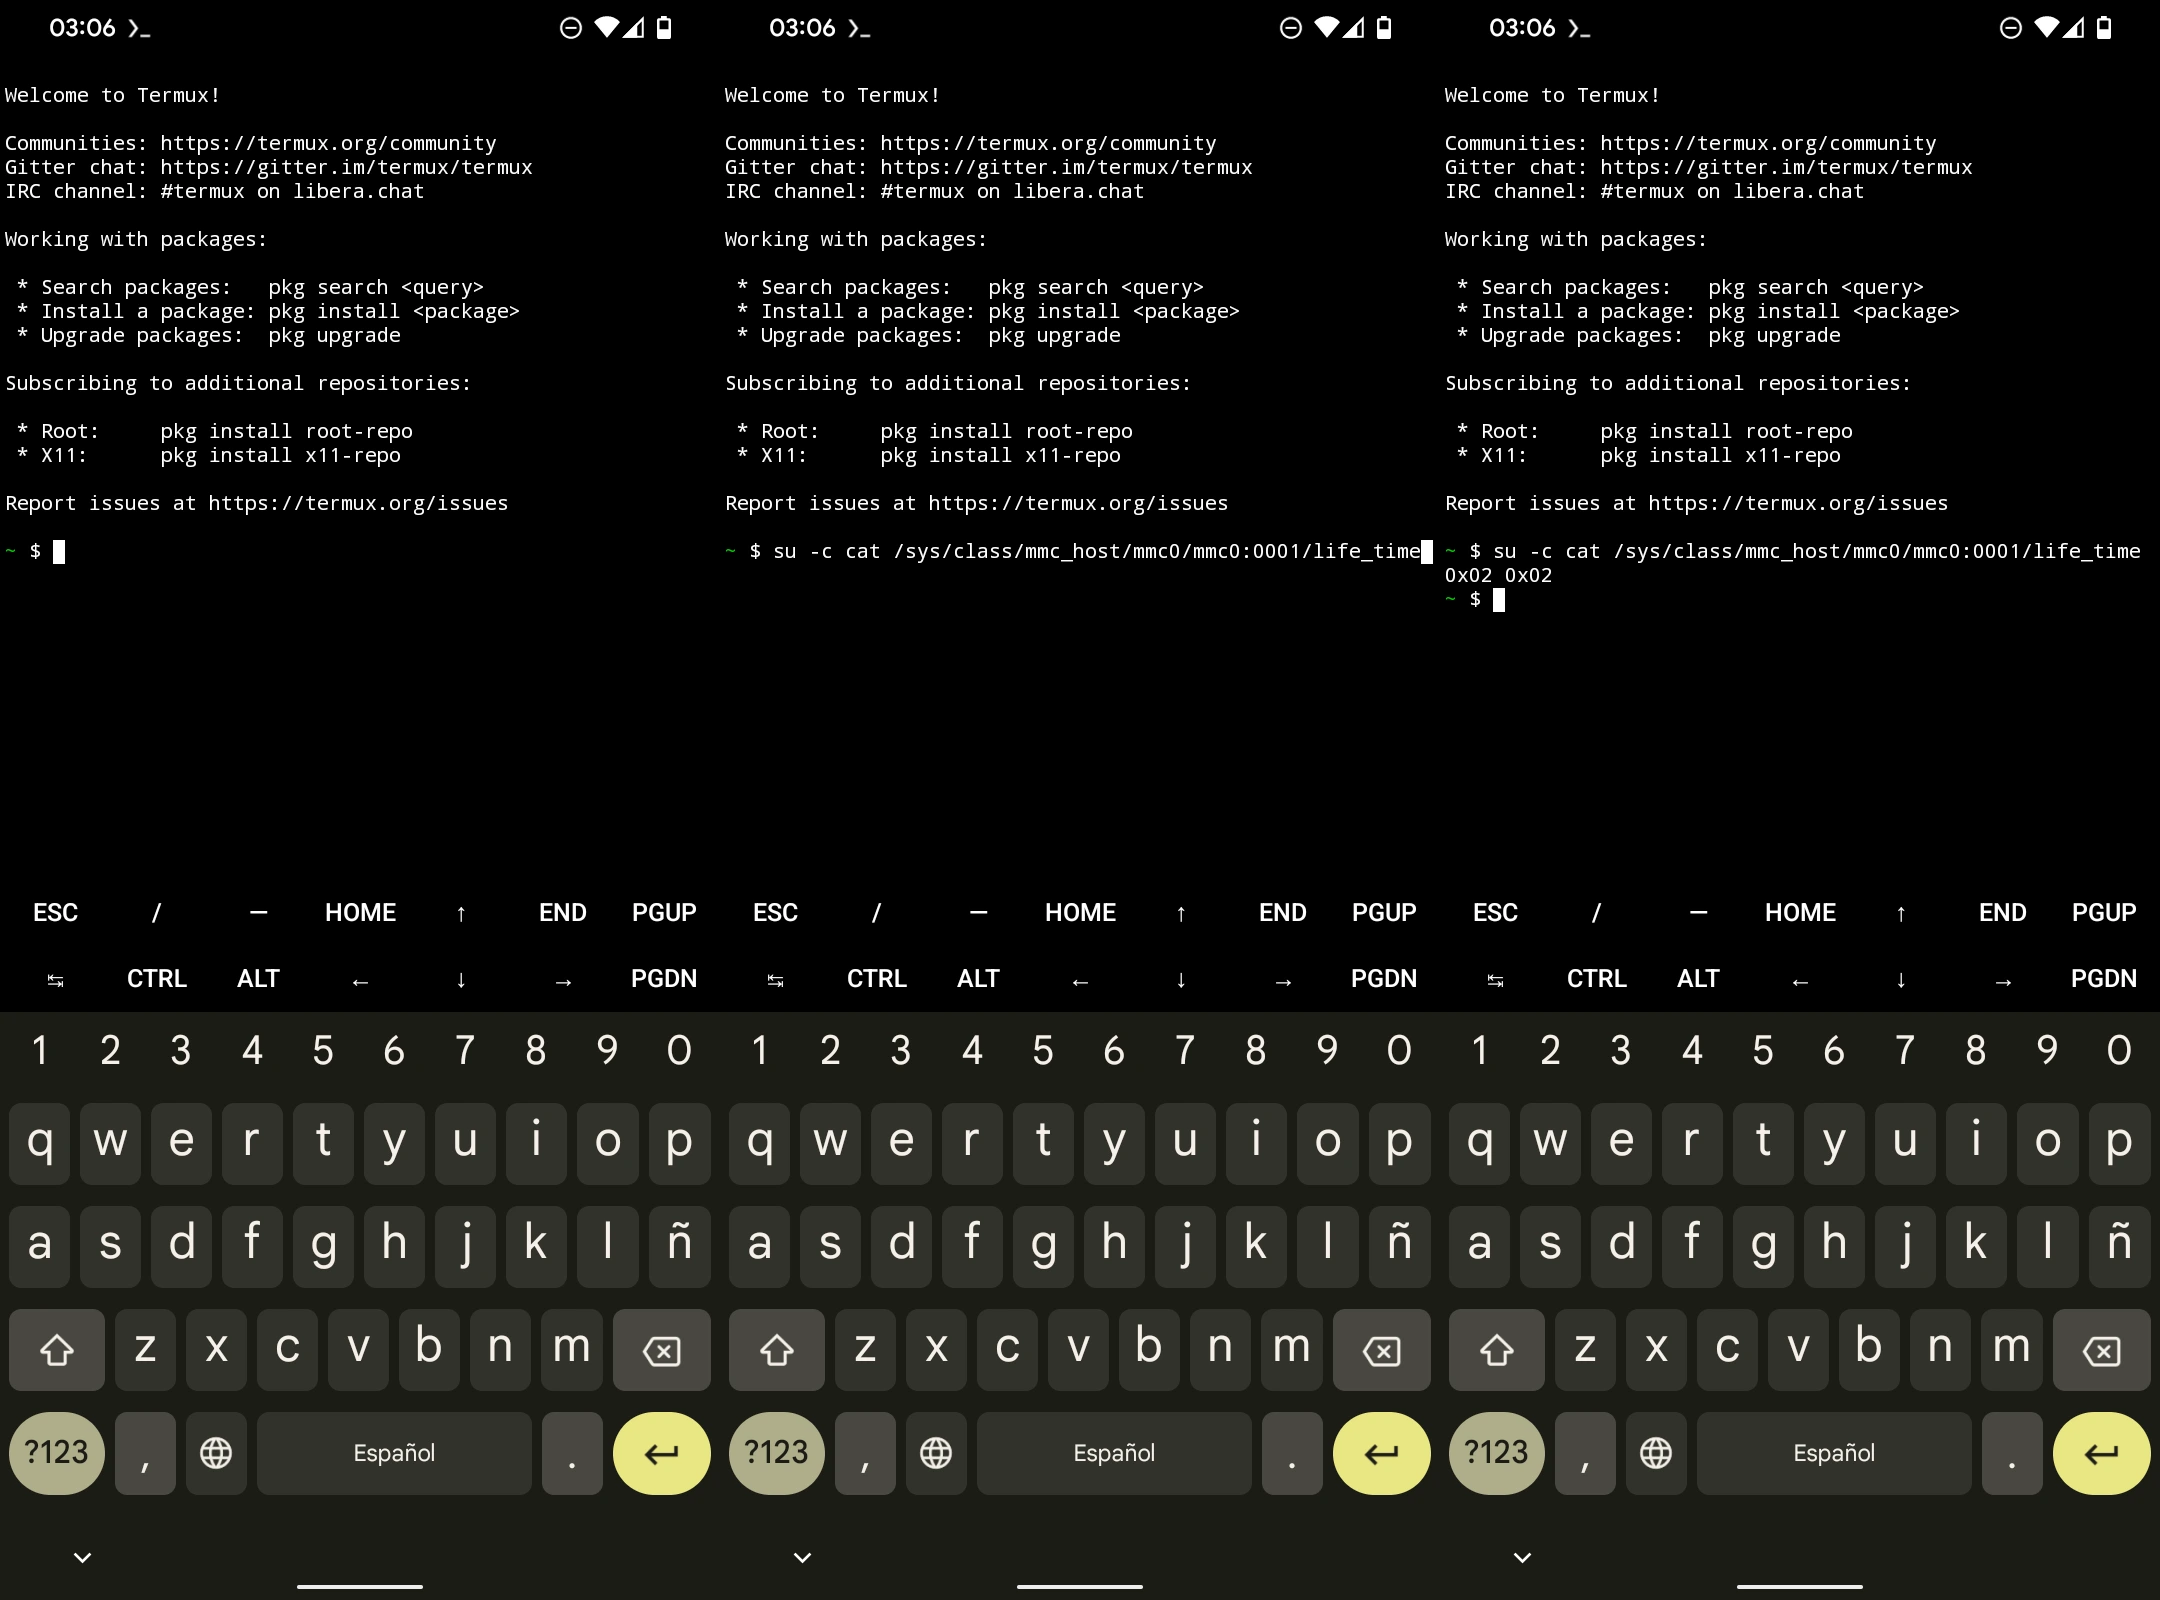 03:06
Welcome to Termux!
Communities: https://termux.org/community
Gitter chat: https://gitter.im/termux/termux
IRC channel: #termux on libera.chat
Working with packages:
* Search packages:   pkg search <query>
* Install a package: pkg install <package>
* Upgrade packages:  pkg upgrade
Subscribing to additional repositories:
* Root:     pkg install root-repo
* X11:      pkg install x11-repo
Report issues at https://termux.org/issues
~ $
ESC / — HOME ↑ END PGUP
↹ CTRL ALT ← ↓ → PGDN
1 2 3 4 5 6 7 8 9 0
q w e r t y u i o p
a s d f g h j k l ñ
z x c v b n m
?123 , Español .
03:06
Welcome to Termux!
Communities: https://termux.org/community
Gitter chat: https://gitter.im/termux/termux
IRC channel: #termux on libera.chat
Working with packages:
* Search packages:   pkg search <query>
* Install a package: pkg install <package>
* Upgrade packages:  pkg upgrade
Subscribing to additional repositories:
* Root:     pkg install root-repo
* X11:      pkg install x11-repo
Report issues at https://termux.org/issues
~ $ su -c cat /sys/class/mmc_host/mmc0/mmc0:0001/life_time
ESC / — HOME ↑ END PGUP
↹ CTRL ALT ← ↓ → PGDN
1 2 3 4 5 6 7 8 9 0
q w e r t y u i o p
a s d f g h j k l ñ
z x c v b n m
?123 , Español .
03:06
Welcome to Termux!
Communities: https://termux.org/community
Gitter chat: https://gitter.im/termux/termux
IRC channel: #termux on libera.chat
Working with packages:
* Search packages:   pkg search <query>
* Install a package: pkg install <package>
* Upgrade packages:  pkg upgrade
Subscribing to additional repositories:
* Root:     pkg install root-repo
* X11:      pkg install x11-repo
Report issues at https://termux.org/issues
~ $ su -c cat /sys/class/mmc_host/mmc0/mmc0:0001/life_time
0x02 0x02
~ $
ESC / — HOME ↑ END PGUP
↹ CTRL ALT ← ↓ → PGDN
1 2 3 4 5 6 7 8 9 0
q w e r t y u i o p
a s d f g h j k l ñ
z x c v b n m
?123 , Español .